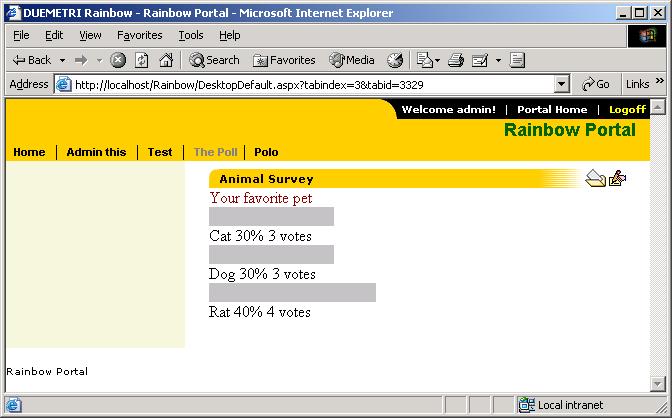 DUEMETRI Rainbow - Rainbow Portal - Microsoft Internet Explorer
File Edit View Favorites Tools Help
Back Search Favorites Media
Address http://localhost/Rainbow/DesktopDefault.aspx?tabindex=3&tabid=3329 Go Links »
Welcome admin! | Portal Home | Logoff
Rainbow Portal
Home | Admin this | Test | The Poll | Polo
Animal Survey
Your favorite pet
Cat 30% 3 votes
Dog 30% 3 votes
Rat 40% 4 votes
Rainbow Portal
Local intranet